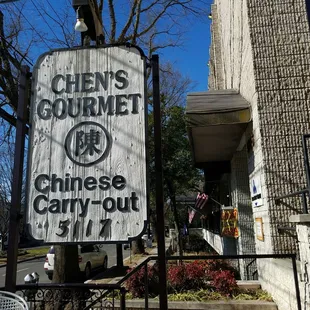 CHEN'S
GOURMET
陳
Chinese
Carry-out
5117